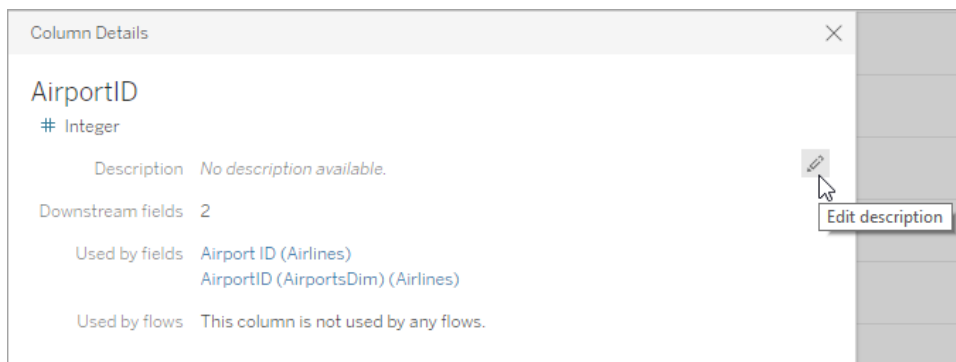 Column Details
AirportID
# Integer
Description No description available.
Edit description
Downstream fields 2
Used by fields Airport ID (Airlines)
AirportID (AirportsDim) (Airlines)
Used by flows This column is not used by any flows.